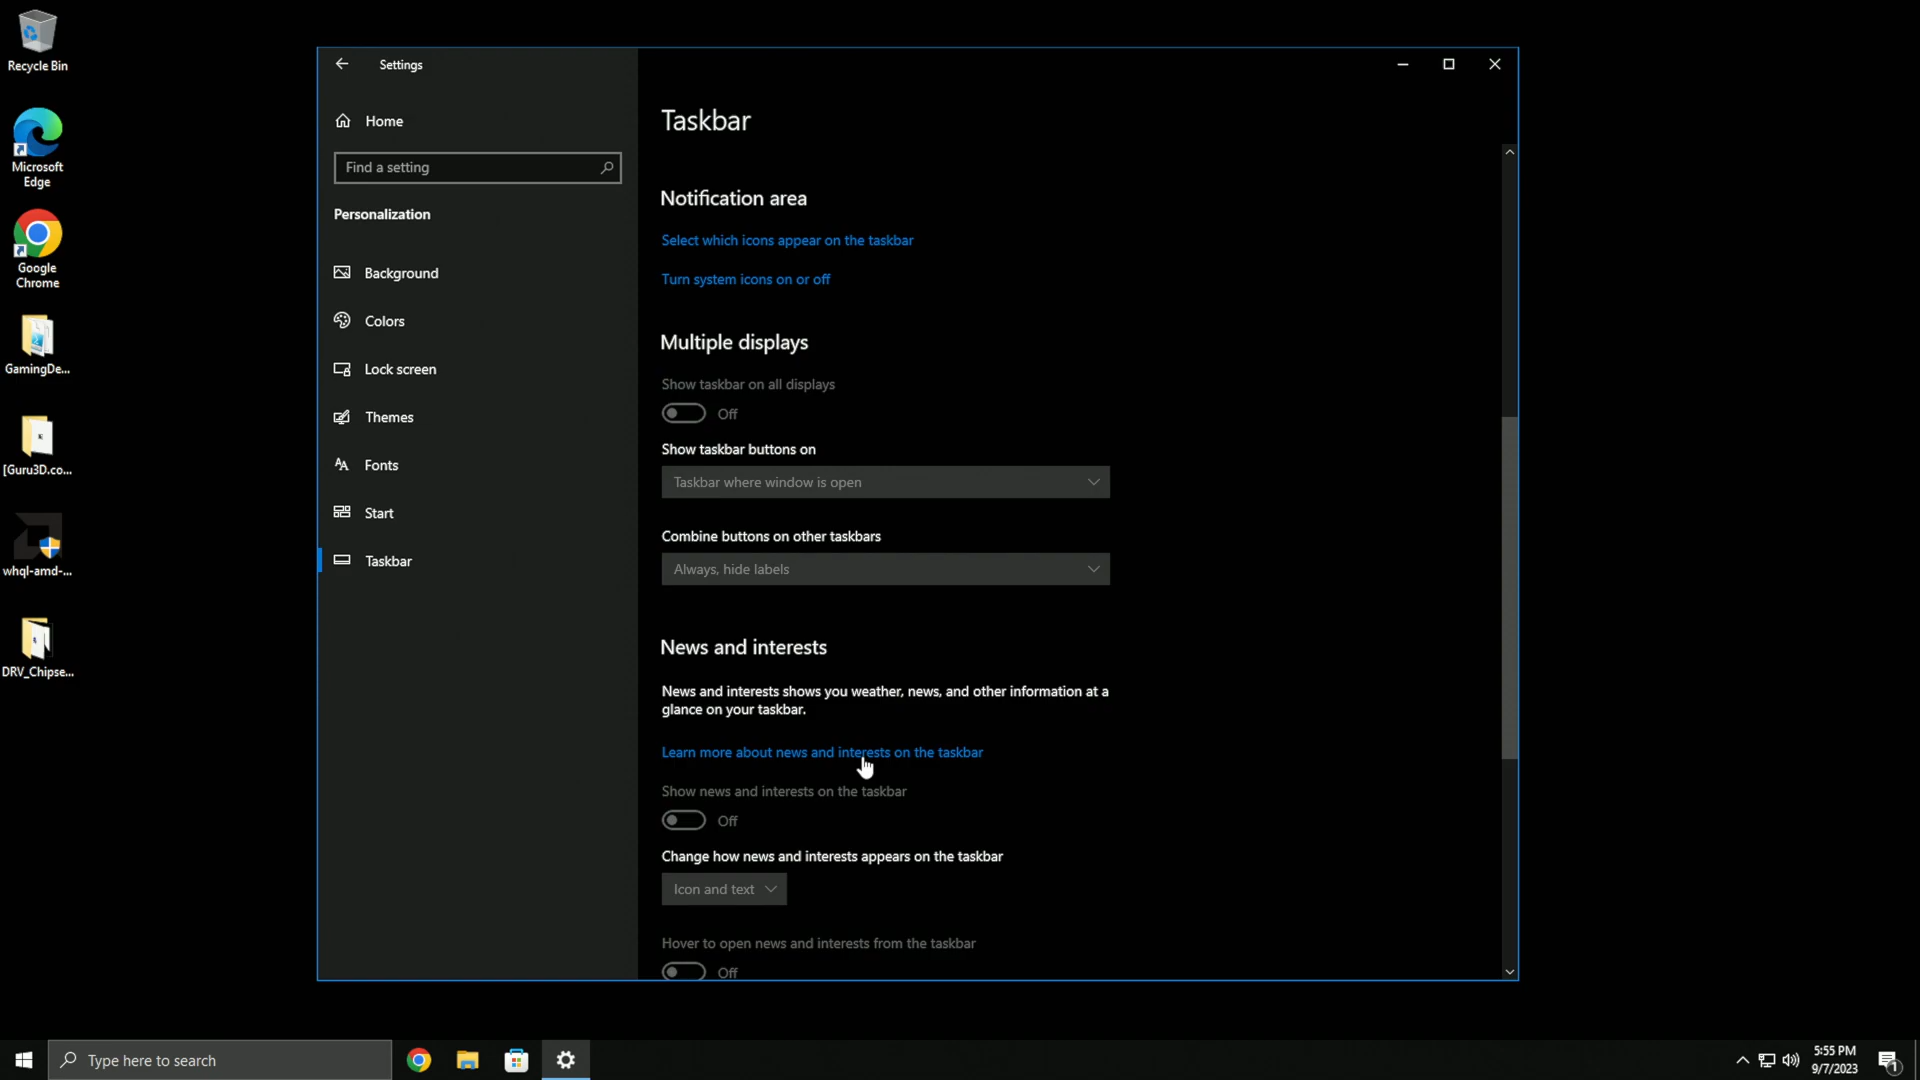 Recycle Bin
Microsoft
Edge
Google
Chrome
GamingDe...
[Guru3D.co...
whql-amd-...
DRV_Chipse...
Settings
Home
Find a setting
Personalization
Background
Colors
Lock screen
Themes
Fonts
Start
Taskbar
Taskbar
Notification area
Select which icons appear on the taskbar
Turn system icons on or off
Multiple displays
Show taskbar on all displays
Off
Show taskbar buttons on
Taskbar where window is open
Combine buttons on other taskbars
Always, hide labels
News and interests
News and interests shows you weather, news, and other information at a
glance on your taskbar.
Learn more about news and interests on the taskbar
Show news and interests on the taskbar
Off
Change how news and interests appears on the taskbar
Icon and text
Hover to open news and interests from the taskbar
Off
Type here to search
5:55 PM
9/7/2023
1